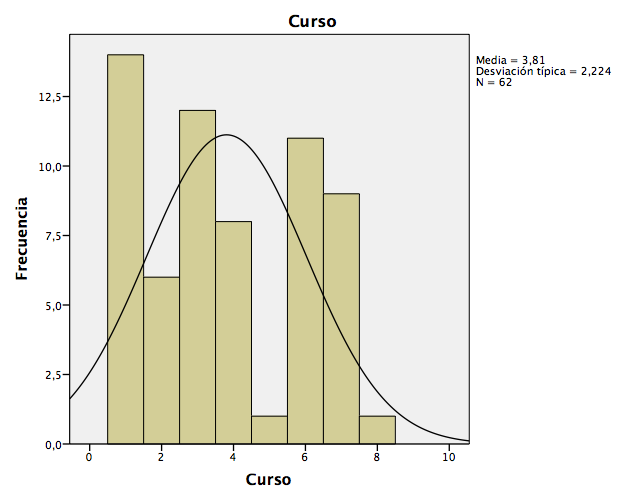 Curso
Media = 3,81
Desviación típica = 2,224
N = 62
Frecuencia
12,5
10,0
7,5
5,0
2,5
0,0
0 2 4 6 8 10
Curso